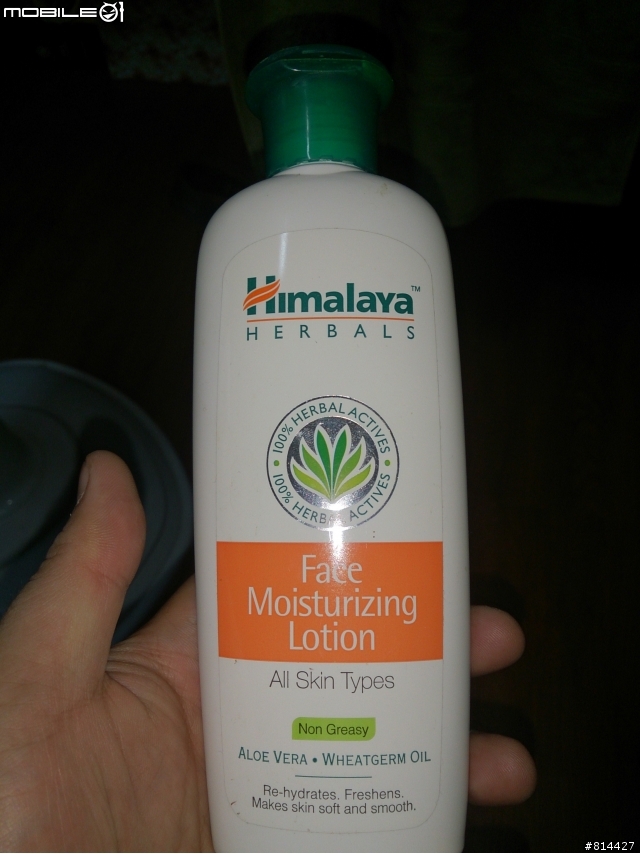 MOBILE01
Himalaya™
HERBALS
100% HERBAL ACTIVES
100% HERBAL ACTIVES
Face
Moisturizing
Lotion
All Skin Types
Non Greasy
ALOE VERA • WHEATGERM OIL
Re-hydrates. Freshens.
Makes skin soft and smooth.
#814427